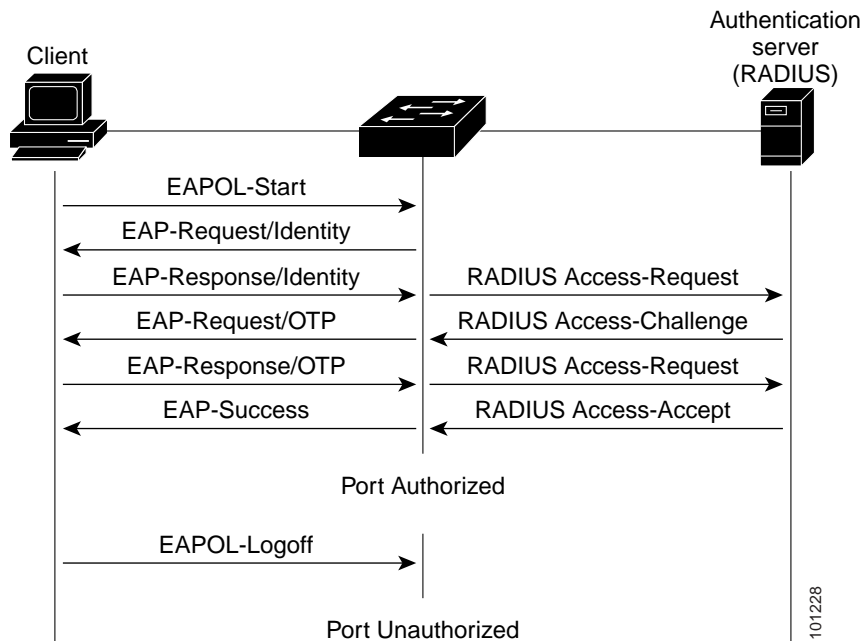 Client
Authentication
server
(RADIUS)
EAPOL-Start
EAP-Request/Identity
EAP-Response/Identity
RADIUS Access-Request
EAP-Request/OTP
RADIUS Access-Challenge
EAP-Response/OTP
RADIUS Access-Request
EAP-Success
RADIUS Access-Accept
Port Authorized
EAPOL-Logoff
Port Unauthorized
101228